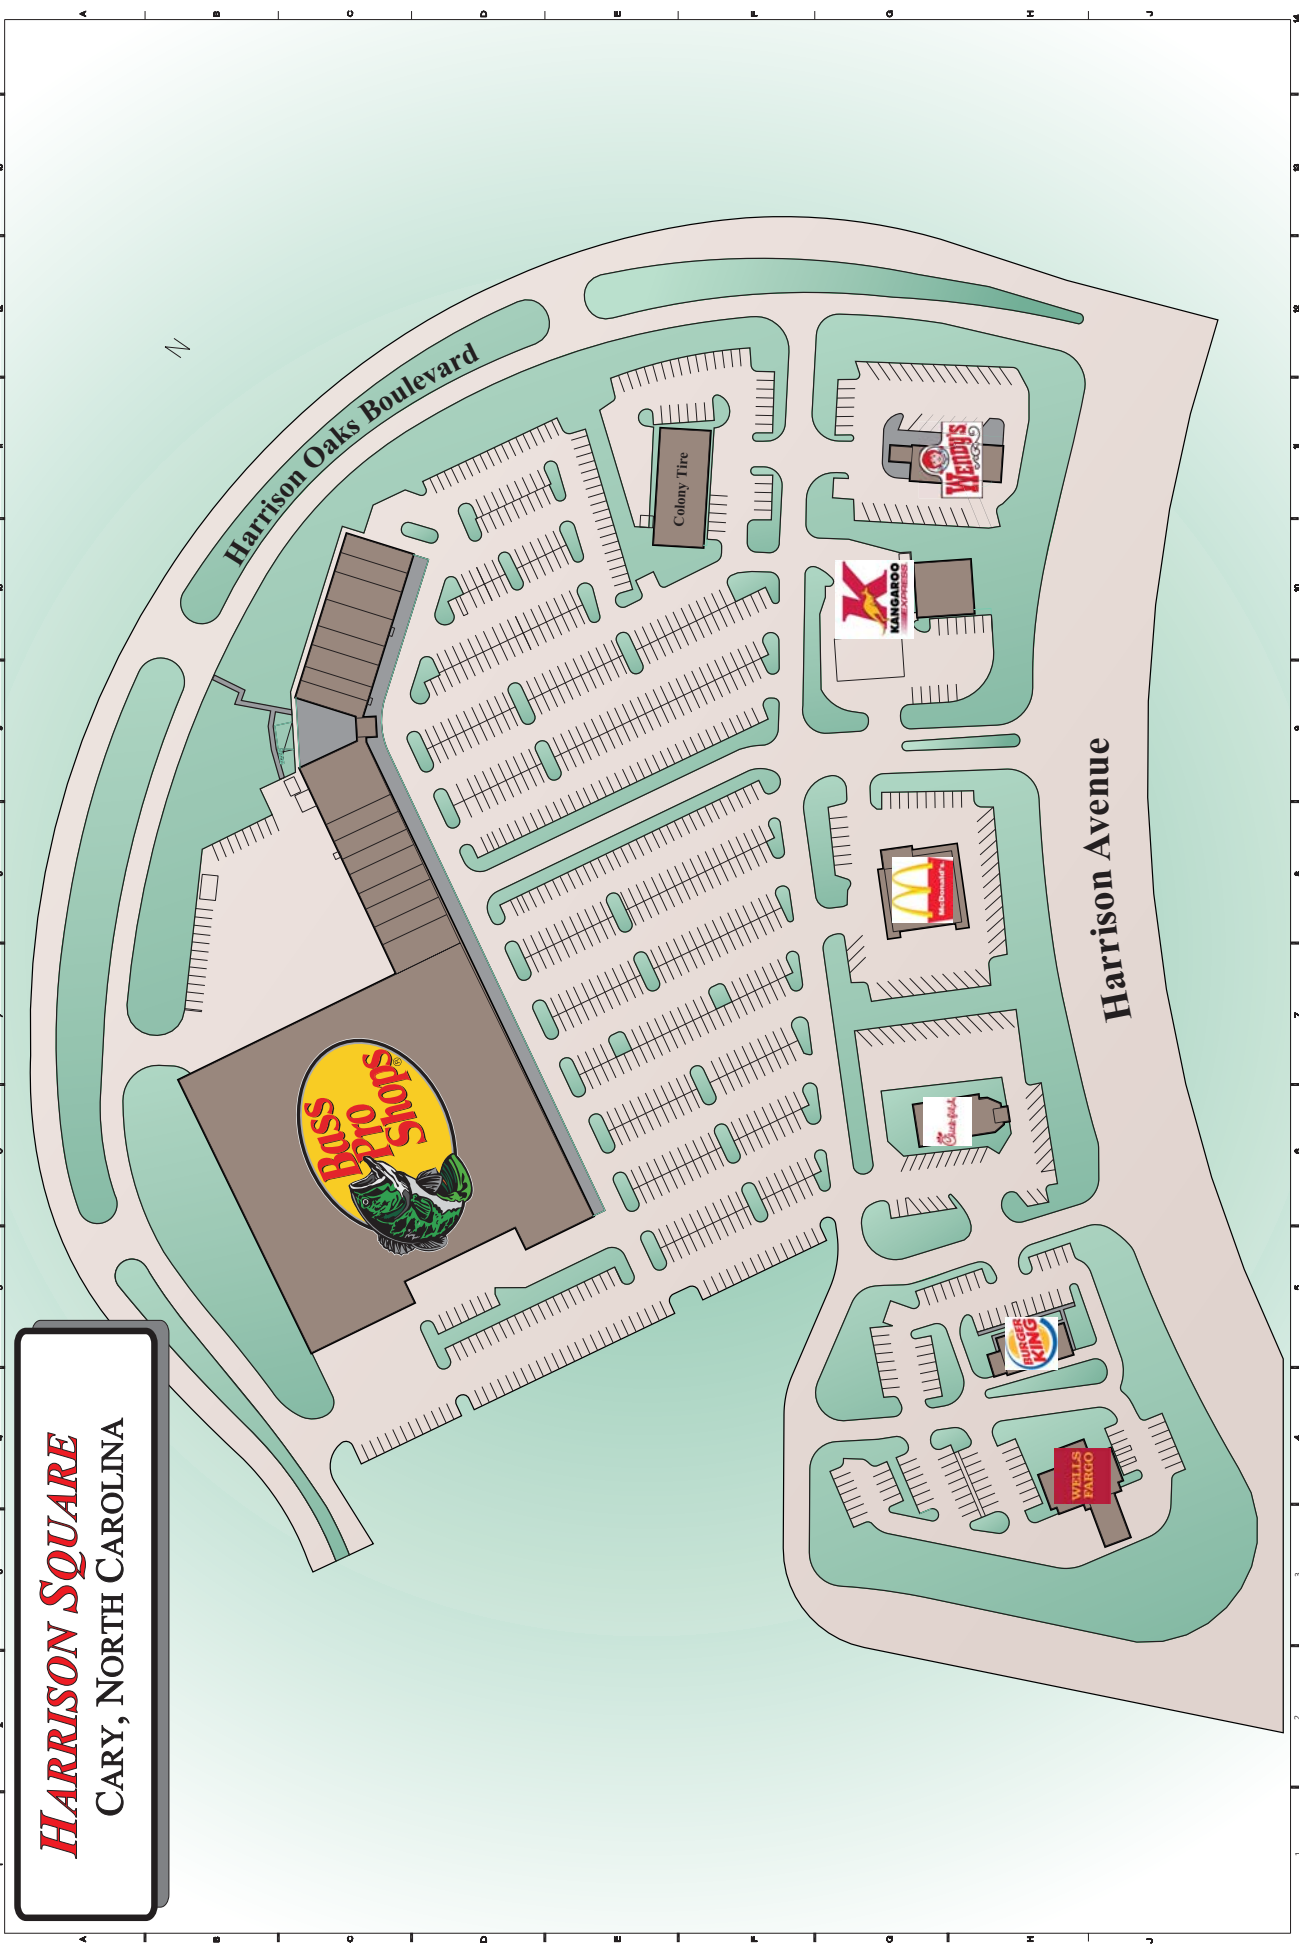 HARRISON SQUARE
CARY, NORTH CAROLINA
Harrison Oaks Boulevard
N
Bass
Pro
Shops®
Colony Tire
Wendy's
K
KANGAROO
EXPRESS
McDonald's
Chick-fil-A
BURGER
KING
WELLS
FARGO
Harrison Avenue
A B C D E F G H J
A B C D E F G H J